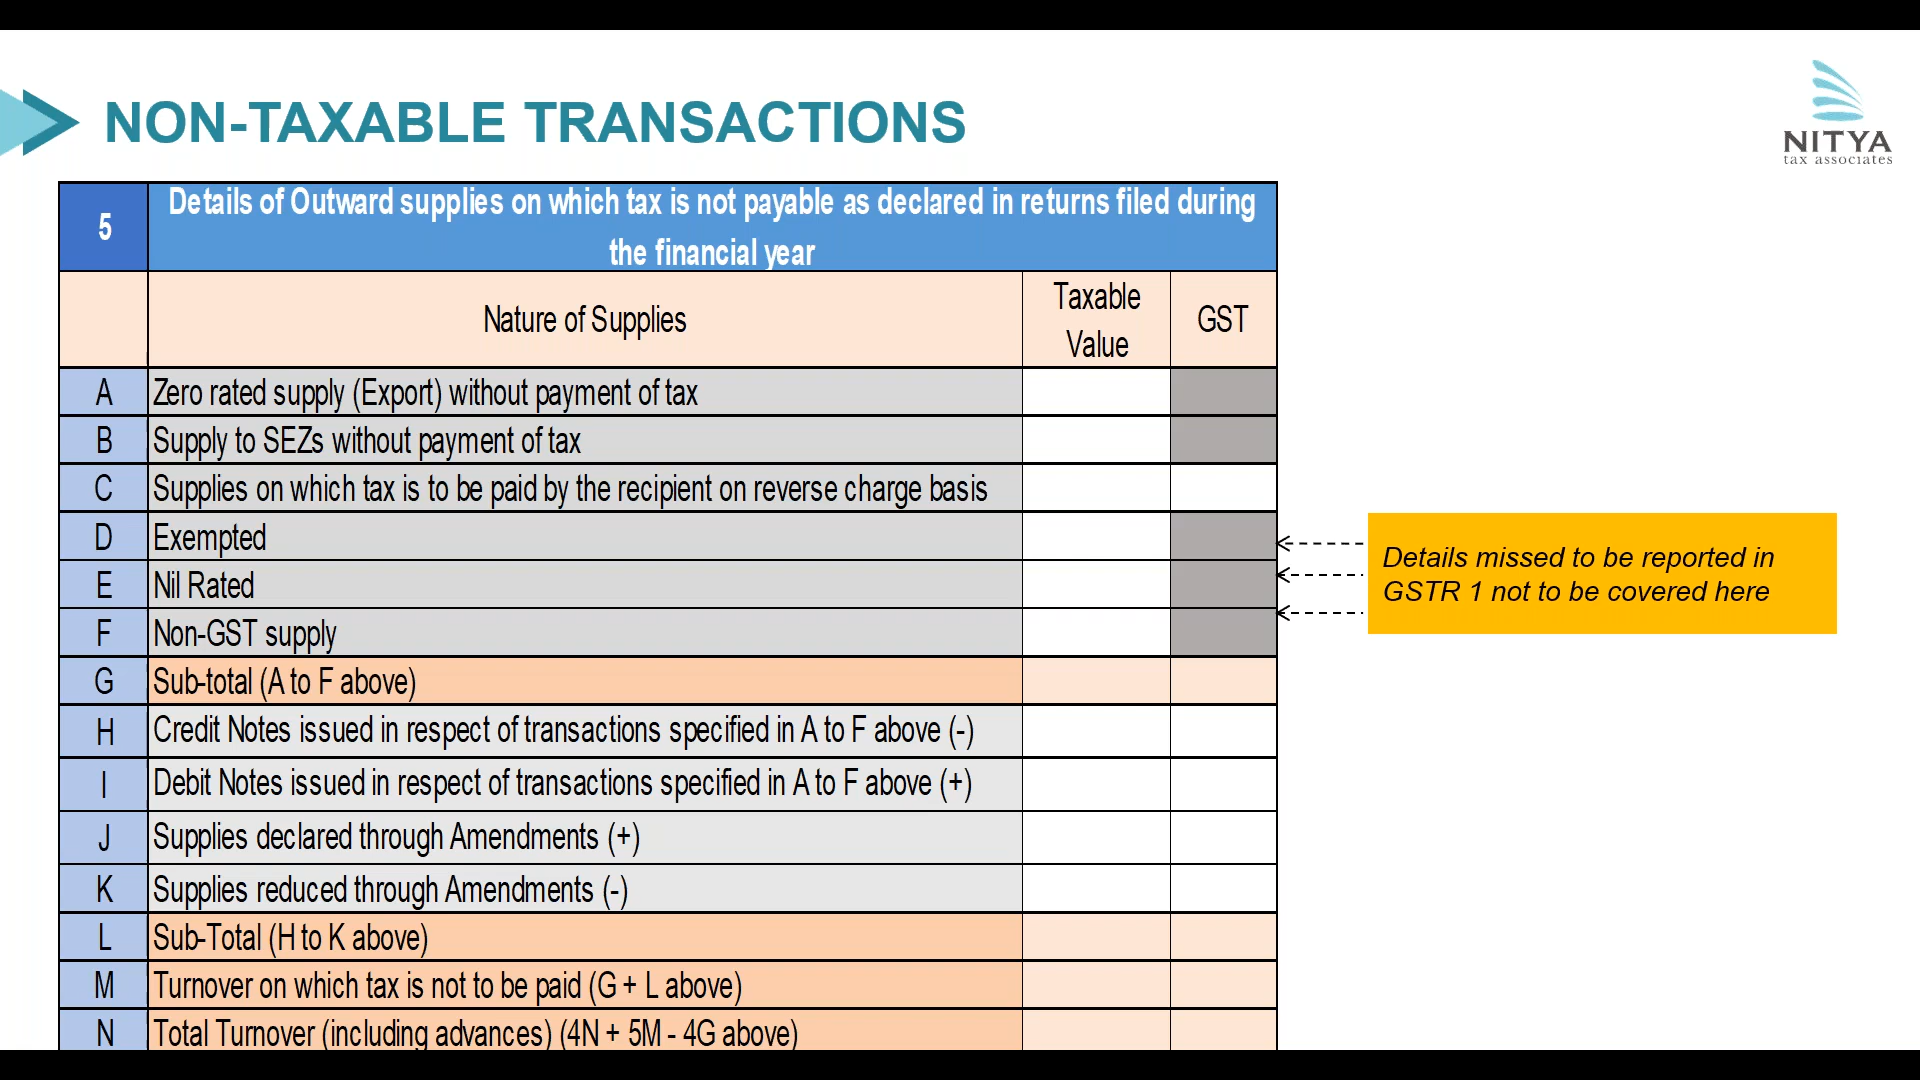 NON-TAXABLE TRANSACTIONS
NITYA
tax associates
5
Details of Outward supplies on which tax is not payable as declared in returns filed during
the financial year
Nature of Supplies
Taxable
Value
GST
A Zero rated supply (Export) without payment of tax
B Supply to SEZs without payment of tax
C Supplies on which tax is to be paid by the recipient on reverse charge basis
D Exempted
E Nil Rated
F Non-GST supply
Details missed to be reported in
GSTR 1 not to be covered here
G Sub-total (A to F above)
H Credit Notes issued in respect of transactions specified in A to F above (-)
I Debit Notes issued in respect of transactions specified in A to F above (+)
J Supplies declared through Amendments (+)
K Supplies reduced through Amendments (-)
L Sub-Total (H to K above)
M Turnover on which tax is not to be paid (G + L above)
N Total Turnover (including advances) (4N + 5M - 4G above)